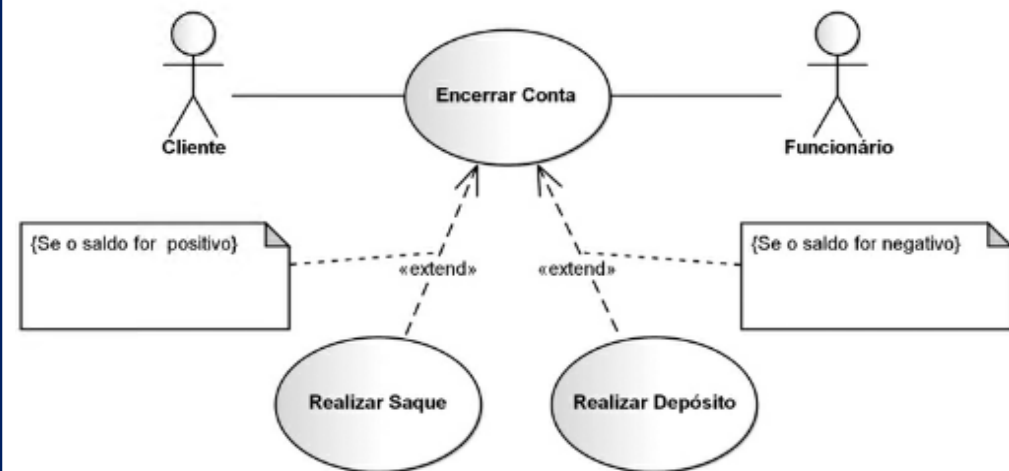 Encerrar Conta
Cliente
Funcionário
{Se o saldo for positivo}
{Se o saldo for negativo}
«extend»
«extend»
Realizar Saque
Realizar Depósito